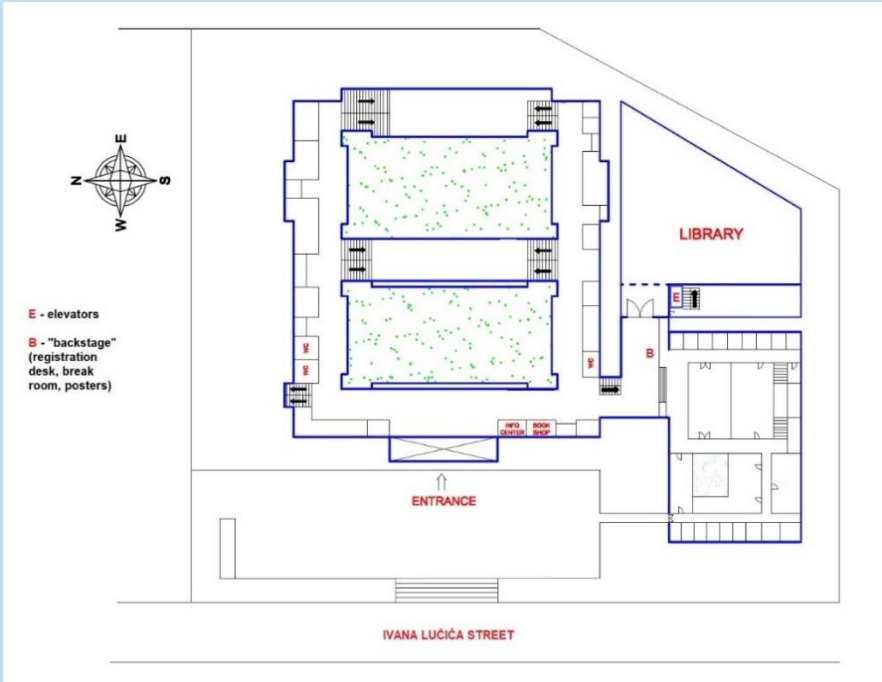 E
N
S
W
LIBRARY
E
E - elevators
B - "backstage"
(registration
desk, break
room, posters)
WC
WC
WC
B
INFO
CENTER
BOOK
SHOP
ENTRANCE
IVANA LUČIĆA STREET